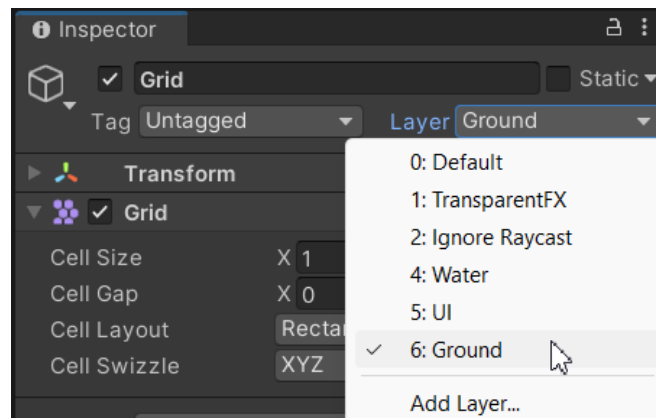 Inspector
Grid
Static
Tag Untagged Layer Ground
Transform
Grid
Cell Size X 1
Cell Gap X 0
Cell Layout
Cell Swizzle XYZ
0: Default
1: TransparentFX
2: Ignore Raycast
4: Water
5: UI
6: Ground
Add Layer...